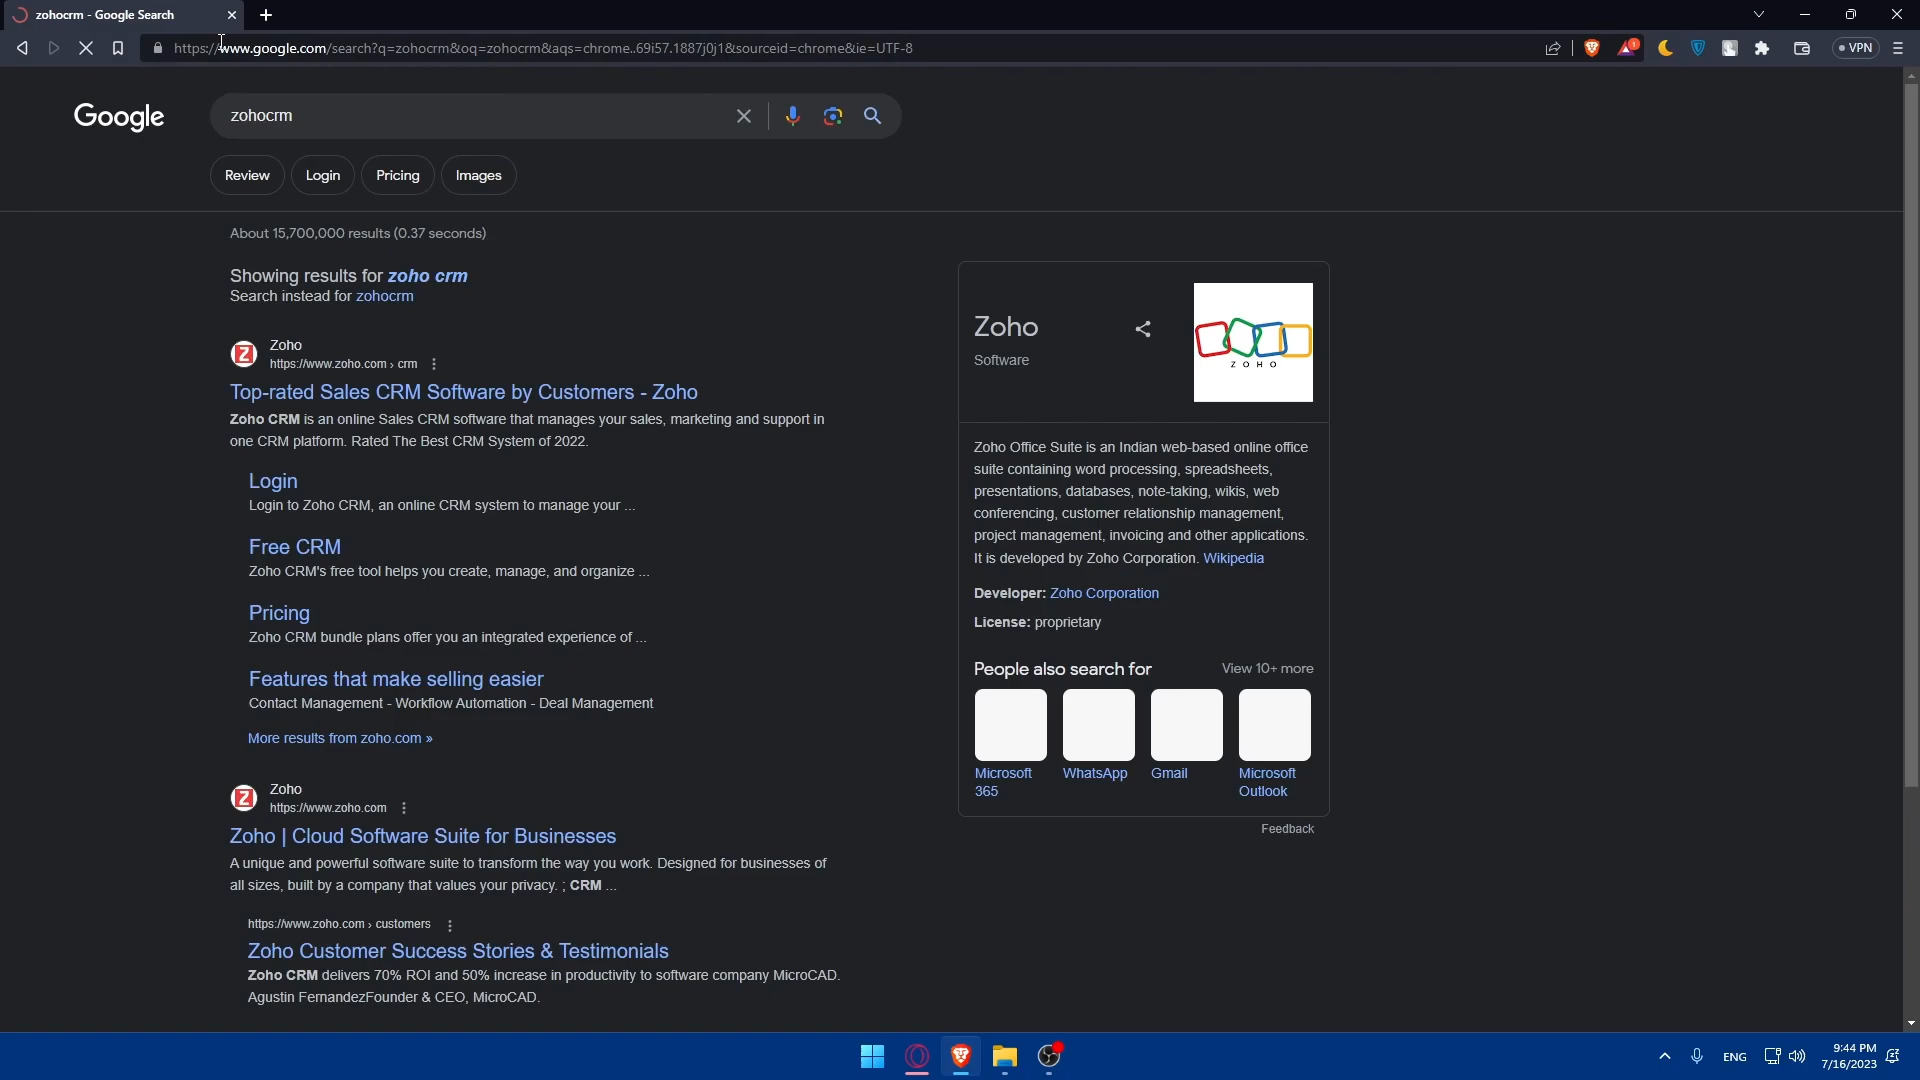 zohocrm - Google Search
https://www.google.com/search?q=zohocrm&oq=zohocrm&aqs=chrome..69i57.1887j0j1&sourceid=chrome&ie=UTF-8
1
VPN
Google
zohocrm
Review
Login
Pricing
Images
About 15,700,000 results (0.37 seconds)
Showing results for zoho crm
Search instead for zohocrm
Z
Zoho
https://www.zoho.com › crm
Top-rated Sales CRM Software by Customers - Zoho
Zoho CRM is an online Sales CRM software that manages your sales, marketing and support in
one CRM platform. Rated The Best CRM System of 2022.
Login
Login to Zoho CRM, an online CRM system to manage your ...
Free CRM
Zoho CRM's free tool helps you create, manage, and organize ...
Pricing
Zoho CRM bundle plans offer you an integrated experience of ...
Features that make selling easier
Contact Management - Workflow Automation - Deal Management
More results from zoho.com »
Z
Zoho
https://www.zoho.com
Zoho | Cloud Software Suite for Businesses
A unique and powerful software suite to transform the way you work. Designed for businesses of
all sizes, built by a company that values your privacy. ; CRM ...
https://www.zoho.com › customers
Zoho Customer Success Stories & Testimonials
Zoho CRM delivers 70% ROI and 50% increase in productivity to software company MicroCAD.
Agustin FernandezFounder & CEO, MicroCAD.
Zoho
Software
ZOHO
Zoho Office Suite is an Indian web-based online office
suite containing word processing, spreadsheets,
presentations, databases, note-taking, wikis, web
conferencing, customer relationship management,
project management, invoicing and other applications.
It is developed by Zoho Corporation. Wikipedia
Developer: Zoho Corporation
License: proprietary
People also search for
View 10+ more
Microsoft
365
WhatsApp
Gmail
Microsoft
Outlook
Feedback
ENG
9:44 PM
7/16/2023